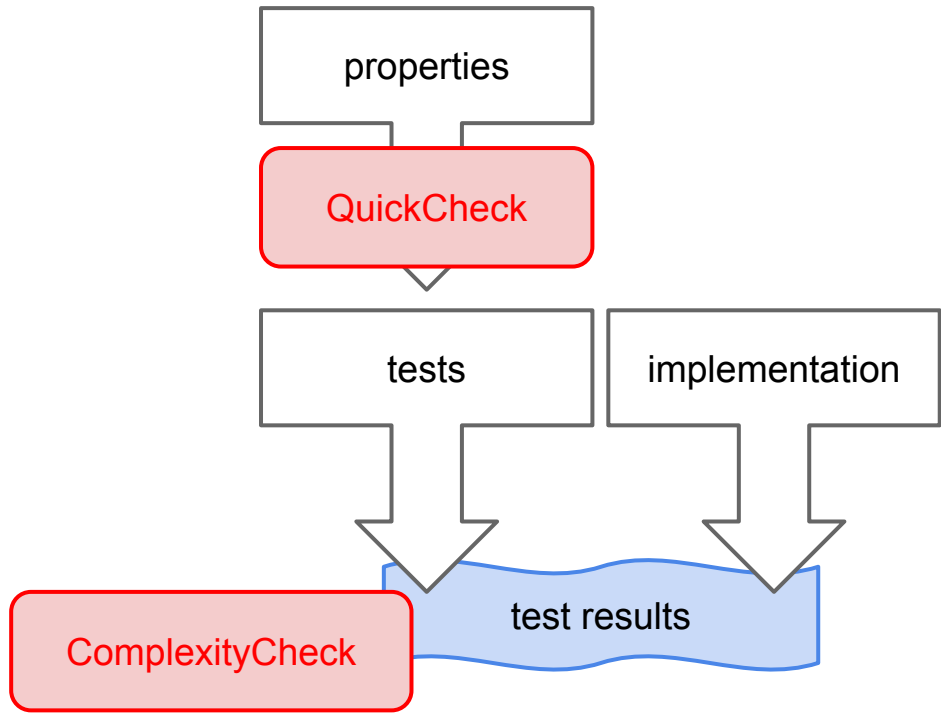 properties
QuickCheck
tests
implementation
test results
ComplexityCheck